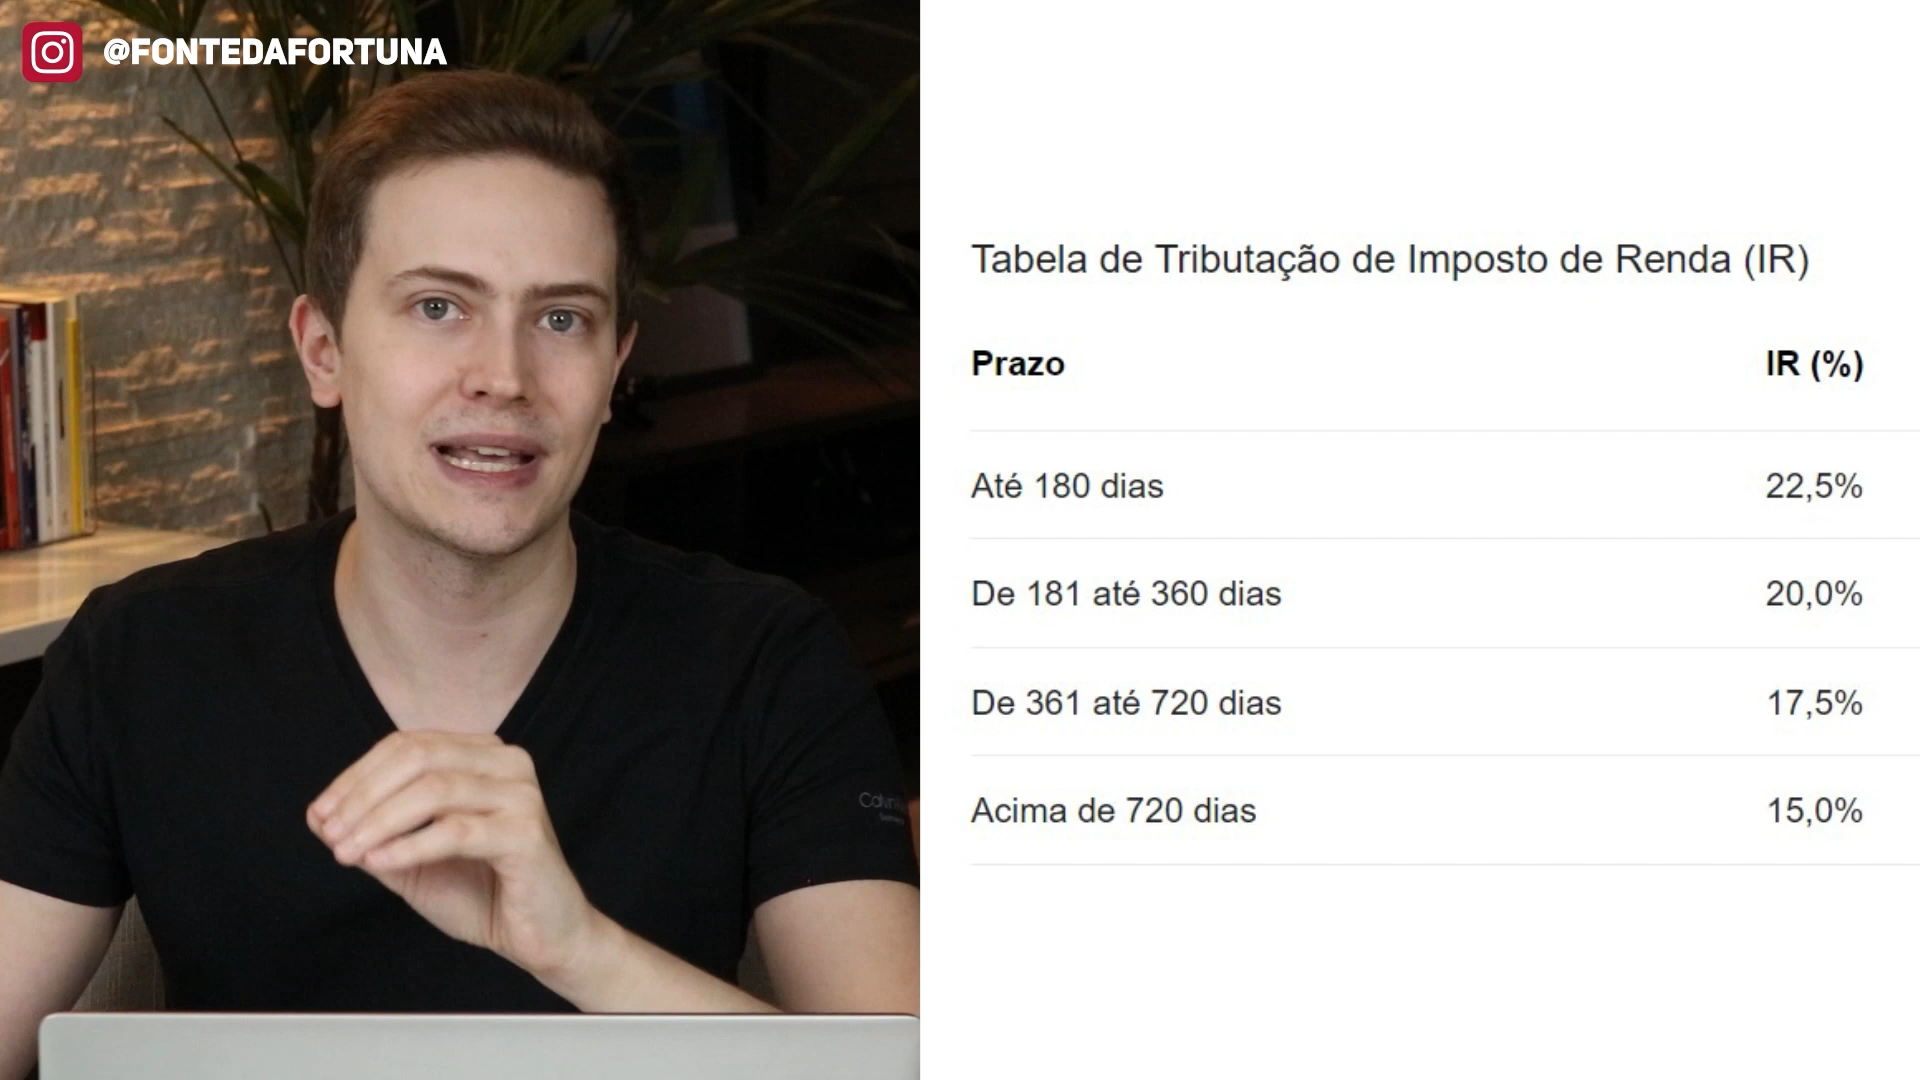 @FONTEDAFORTUNA
Tabela de Tributação de Imposto de Renda (IR)
Prazo IR (%)
Até 180 dias 22,5%
De 181 até 360 dias 20,0%
De 361 até 720 dias 17,5%
Acima de 720 dias 15,0%